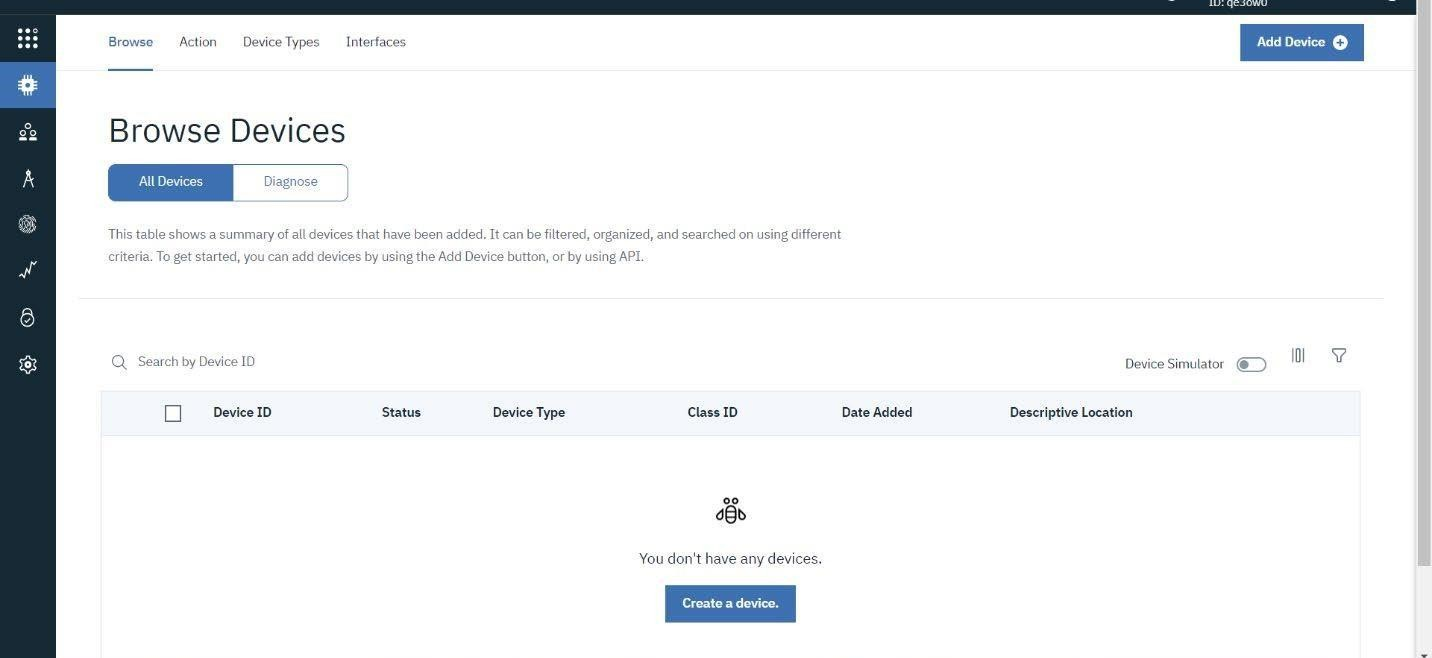 ID: qe3ow0
Browse Action Device Types Interfaces Add Device
Browse Devices
All Devices Diagnose
This table shows a summary of all devices that have been added. It can be filtered, organized, and searched on using different
criteria. To get started, you can add devices by using the Add Device button, or by using API.
Search by Device ID Device Simulator
Device ID Status Device Type Class ID Date Added Descriptive Location
You don't have any devices.
Create a device.